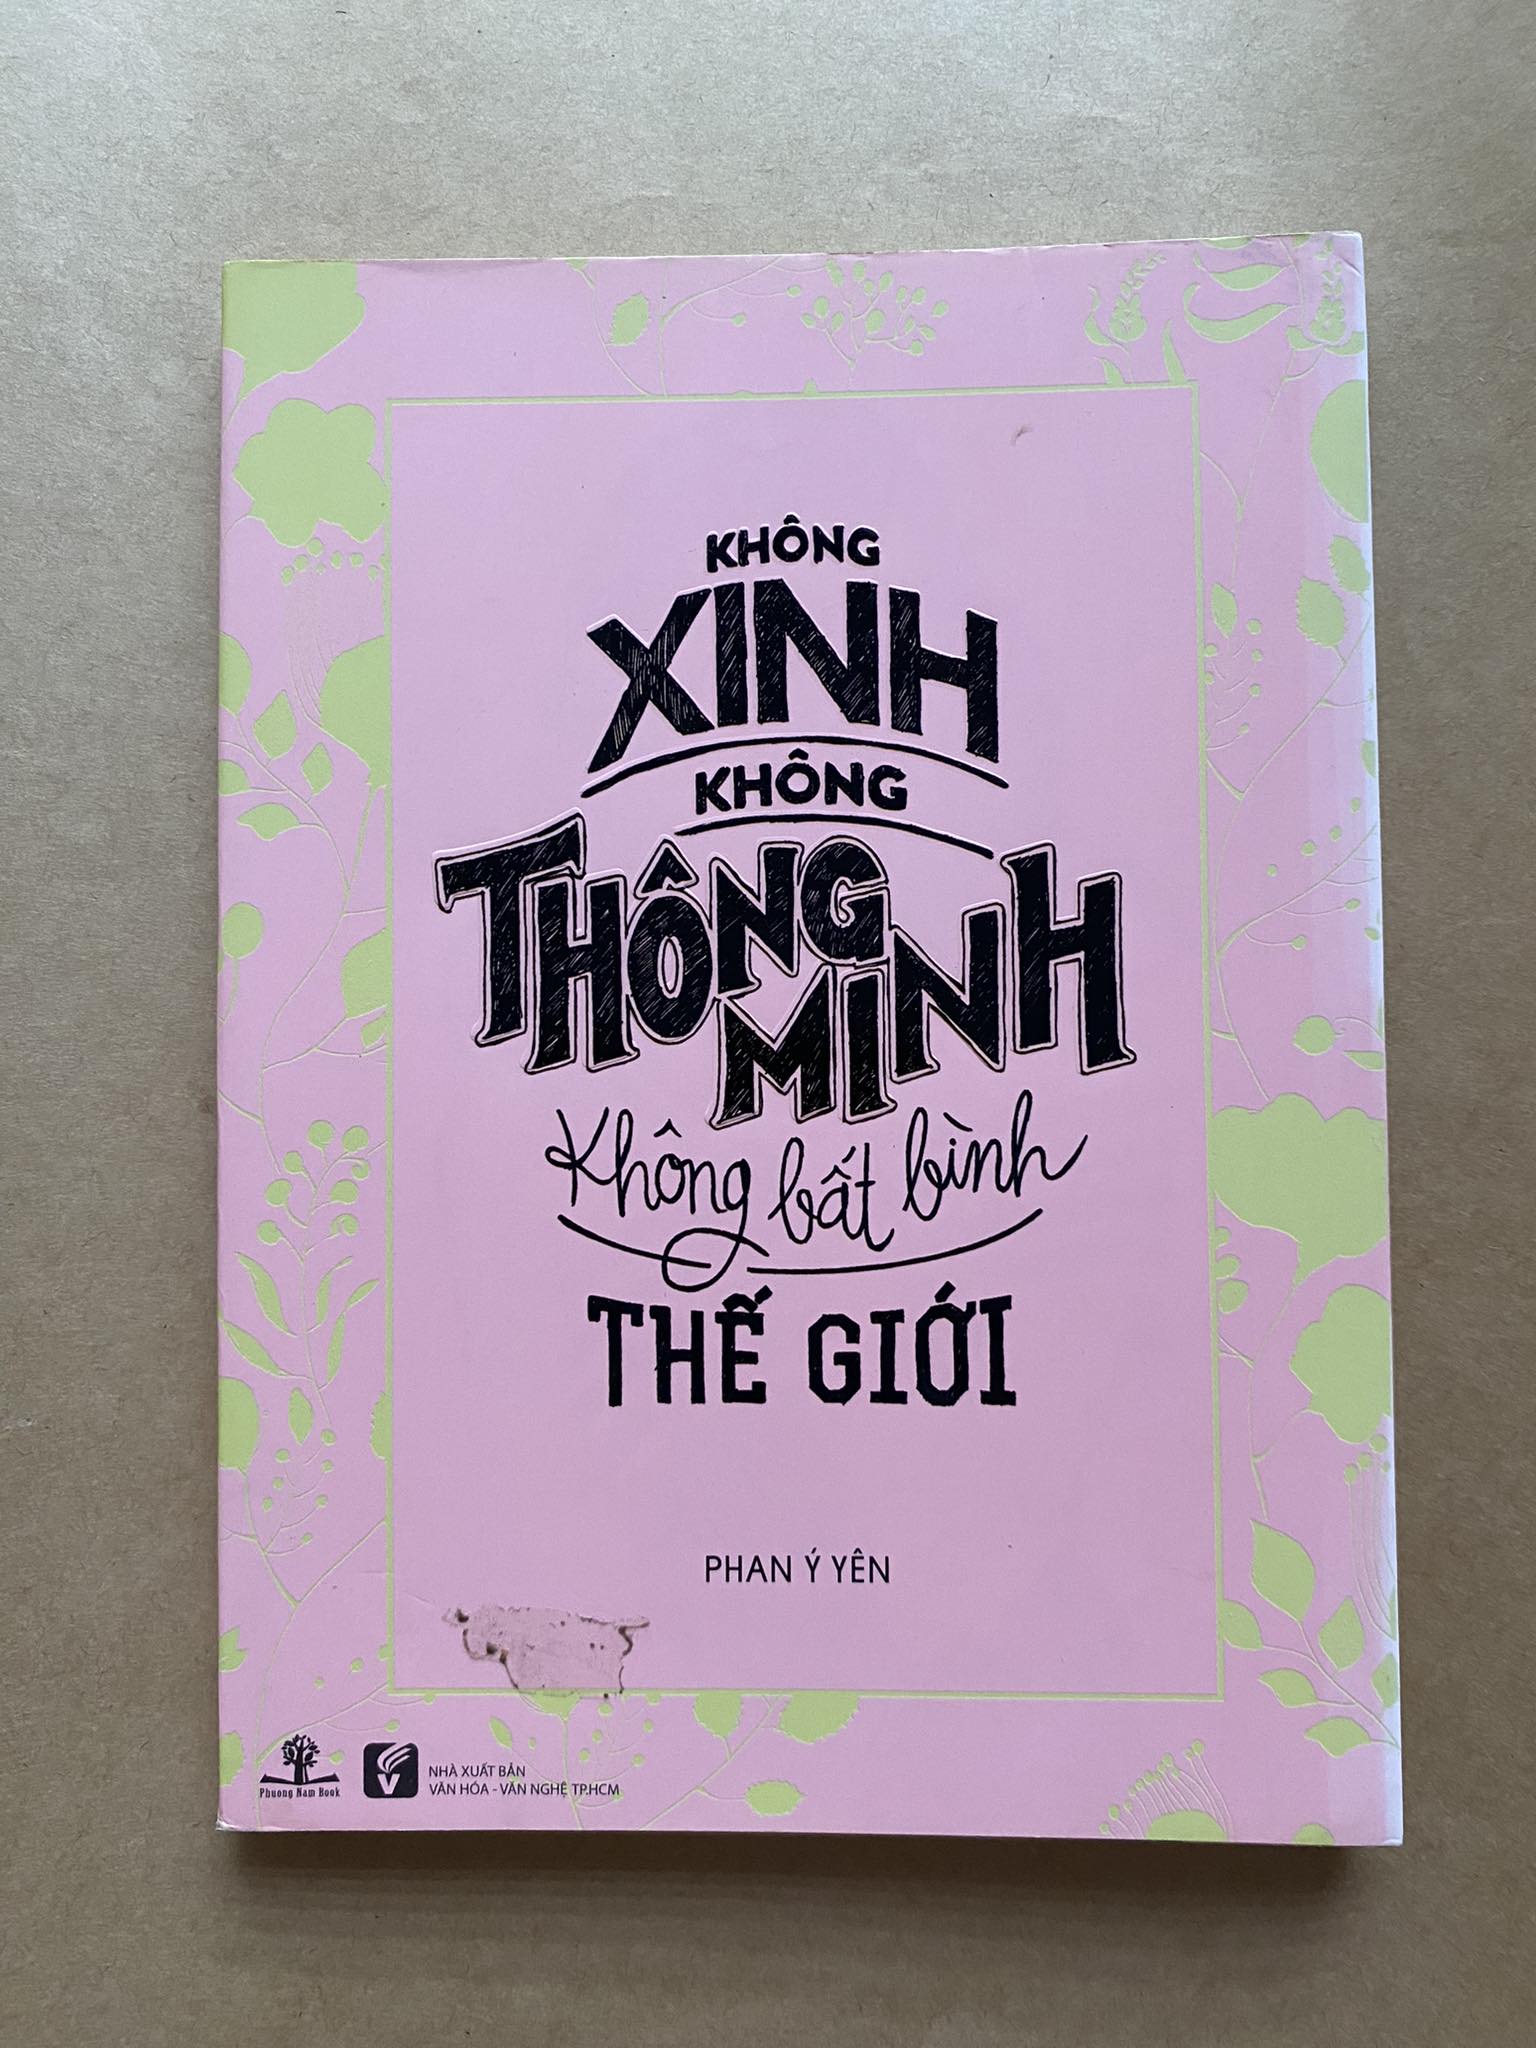 KHÔNG
XINH
KHÔNG
THÔNG
MINH
Không bất bình
THẾ GIỚI
PHAN Ý YÊN
Phuong Nam Book
V
NHÀ XUẤT BẢN
VĂN HÓA - VĂN NGHỆ TP.HCM